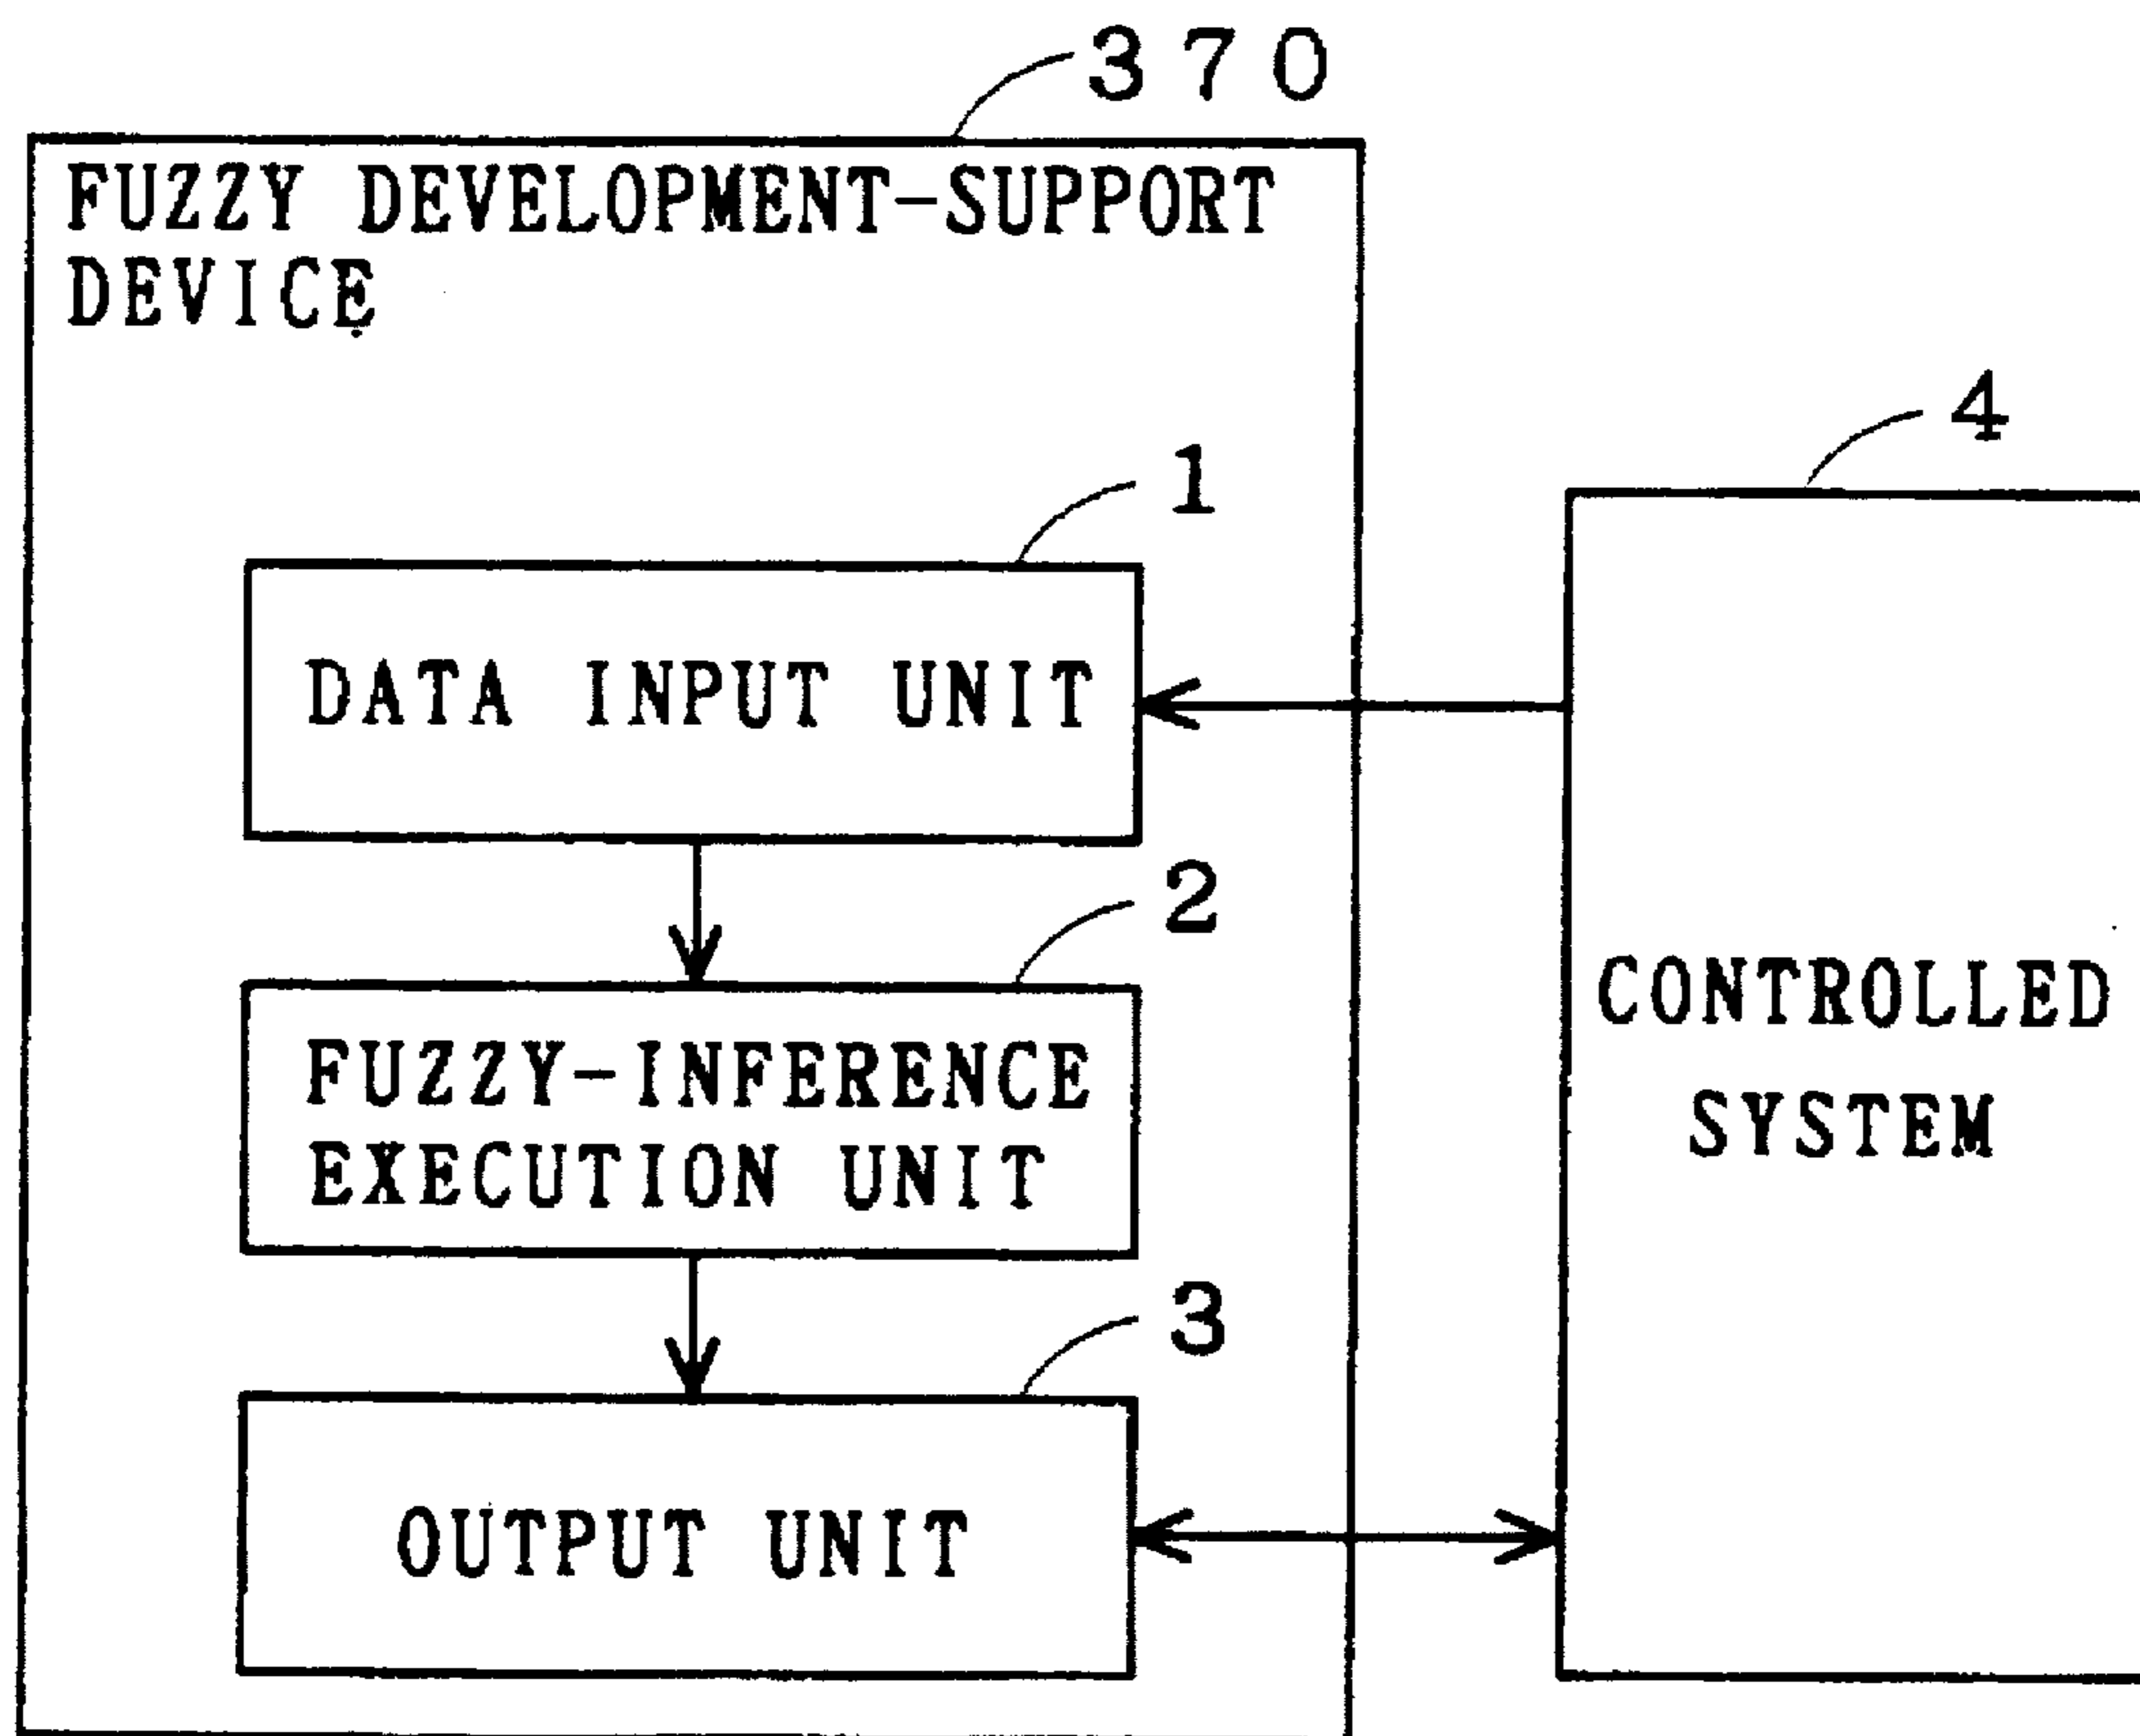 370
FUZZY DEVELOPMENT-SUPPORT
DEVICE
4
1
DATA INPUT UNIT
2
FUZZY-INFERENCE
EXECUTION UNIT
CONTROLLED
SYSTEM
3
OUTPUT UNIT